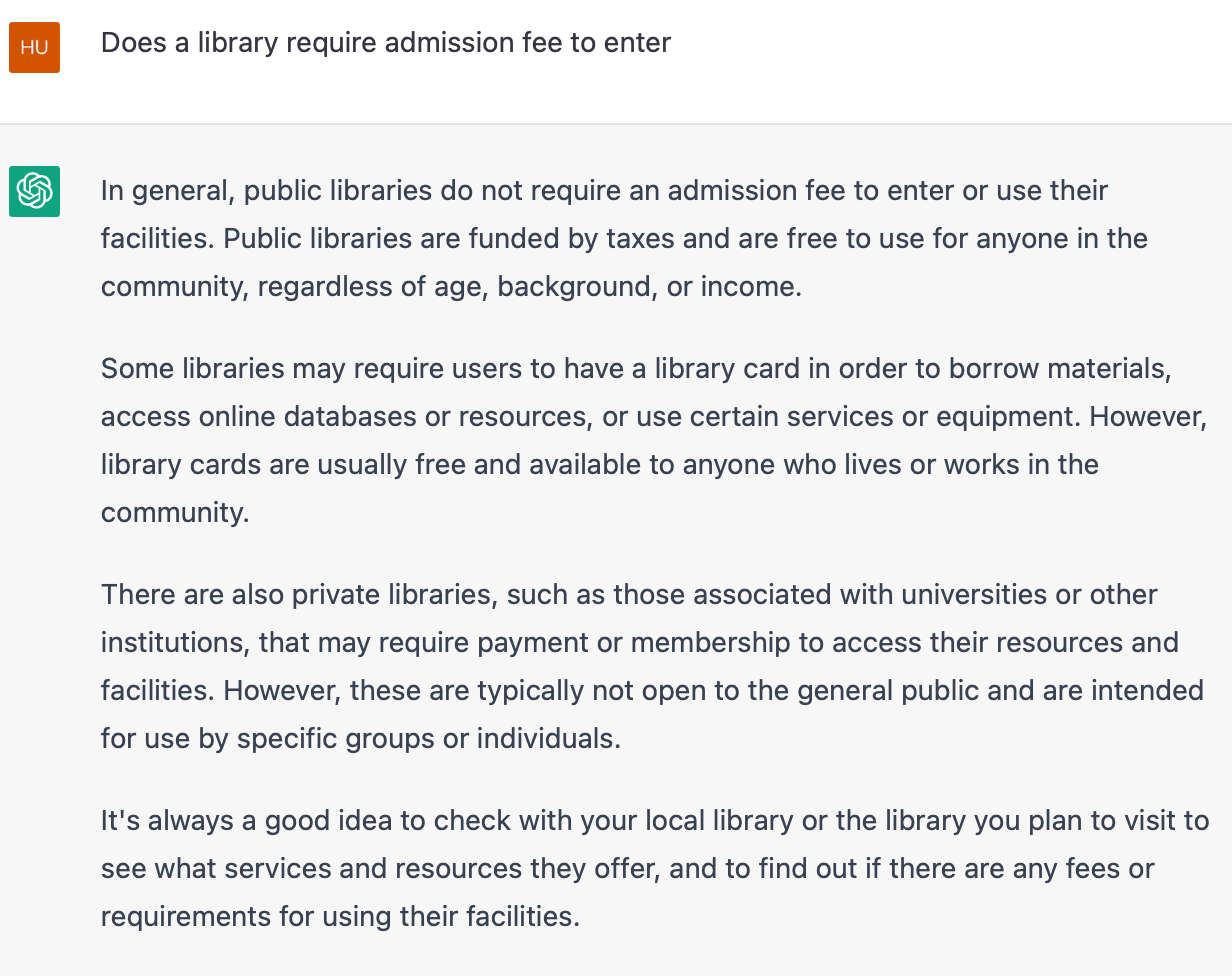 HU
Does a library require admission fee to enter
In general, public libraries do not require an admission fee to enter or use their
facilities. Public libraries are funded by taxes and are free to use for anyone in the
community, regardless of age, background, or income.
Some libraries may require users to have a library card in order to borrow materials,
access online databases or resources, or use certain services or equipment. However,
library cards are usually free and available to anyone who lives or works in the
community.
There are also private libraries, such as those associated with universities or other
institutions, that may require payment or membership to access their resources and
facilities. However, these are typically not open to the general public and are intended
for use by specific groups or individuals.
It's always a good idea to check with your local library or the library you plan to visit to
see what services and resources they offer, and to find out if there are any fees or
requirements for using their facilities.